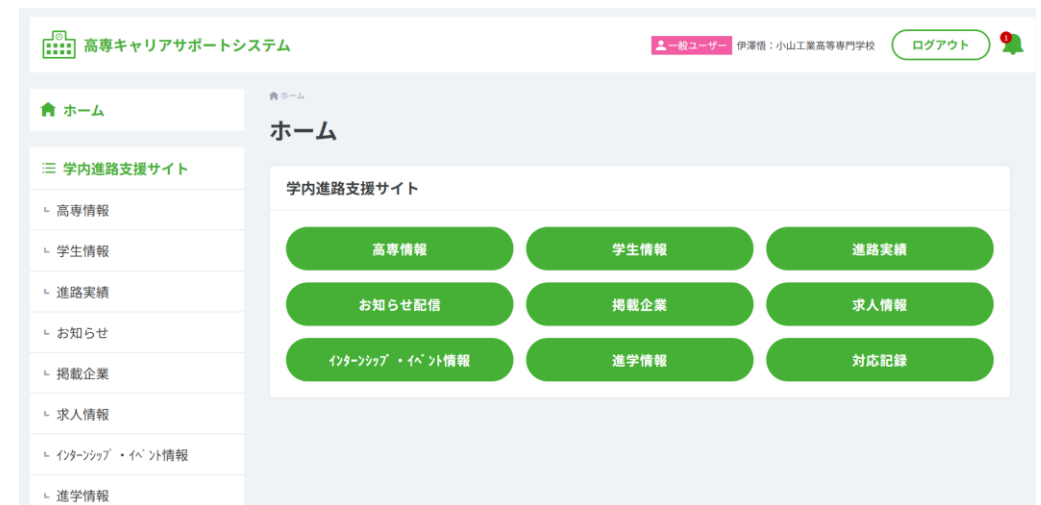 高専キャリアサポートシステム
一般ユーザー 伊澤悟：小山工業高等専門学校 ログアウト 1
ホーム
学内進路支援サイト
高専情報
学生情報
進路実績
お知らせ
掲載企業
求人情報
ｲﾝﾀｰﾝｼｯﾌﾟ・ｲﾍﾞﾝﾄ情報
進学情報
ホーム
ホーム
学内進路支援サイト
高専情報 学生情報 進路実績
お知らせ配信 掲載企業 求人情報
ｲﾝﾀｰﾝｼｯﾌﾟ・ｲﾍﾞﾝﾄ情報 進学情報 対応記録